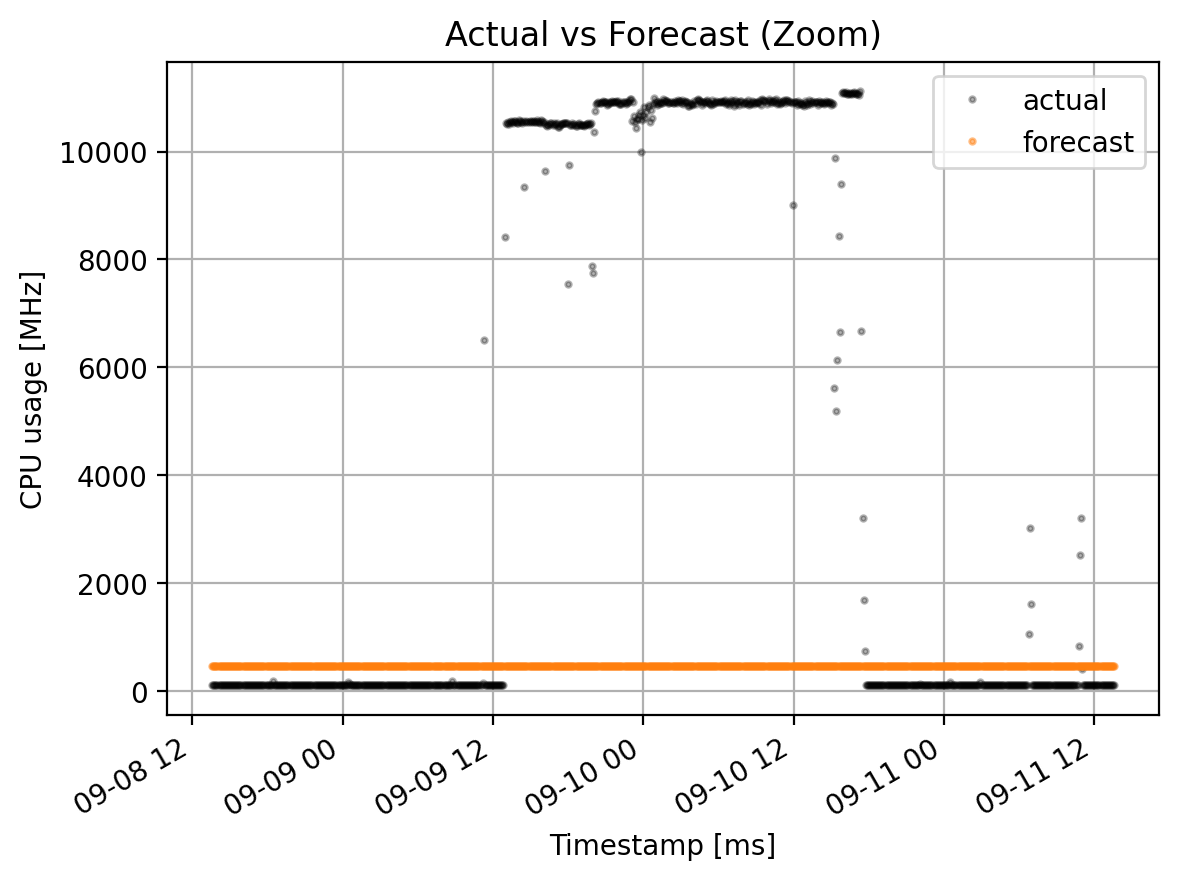 Actual vs Forecast (Zoom)
actual
forecast
CPU usage [MHz]
10000
8000
6000
4000
2000
0
09-08 12
09-09 00
09-09 12
09-10 00
09-10 12
09-11 00
09-11 12
Timestamp [ms]